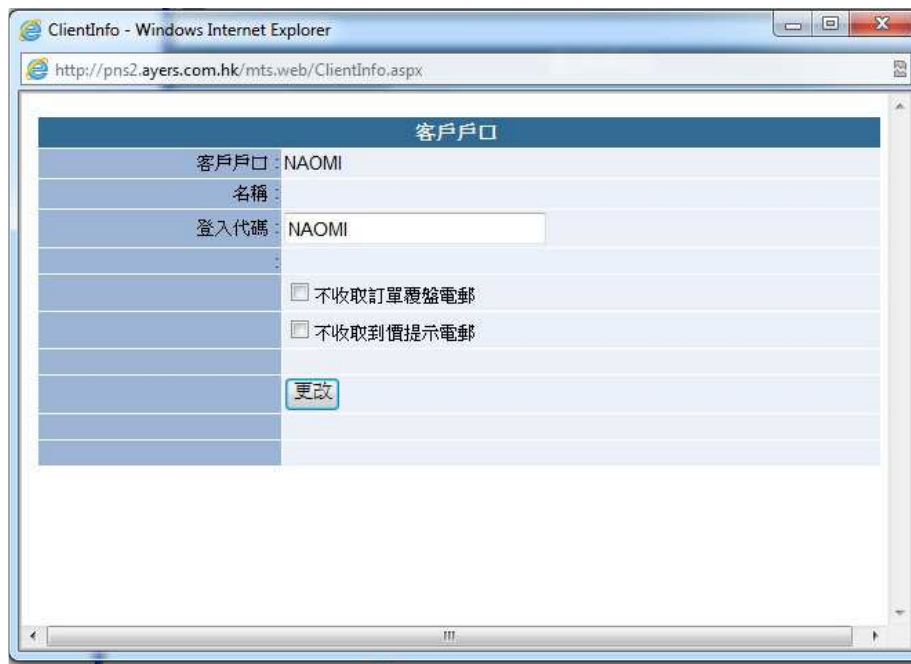 ClientInfo - Windows Internet Explorer
http://pns2.ayers.com.hk/mts.web/ClientInfo.aspx
客戶戶口
客戶戶口 : NAOMI
名稱 :
登入代碼 : NAOMI
:
不收取訂單覆盤電郵
不收取到價提示電郵
更改